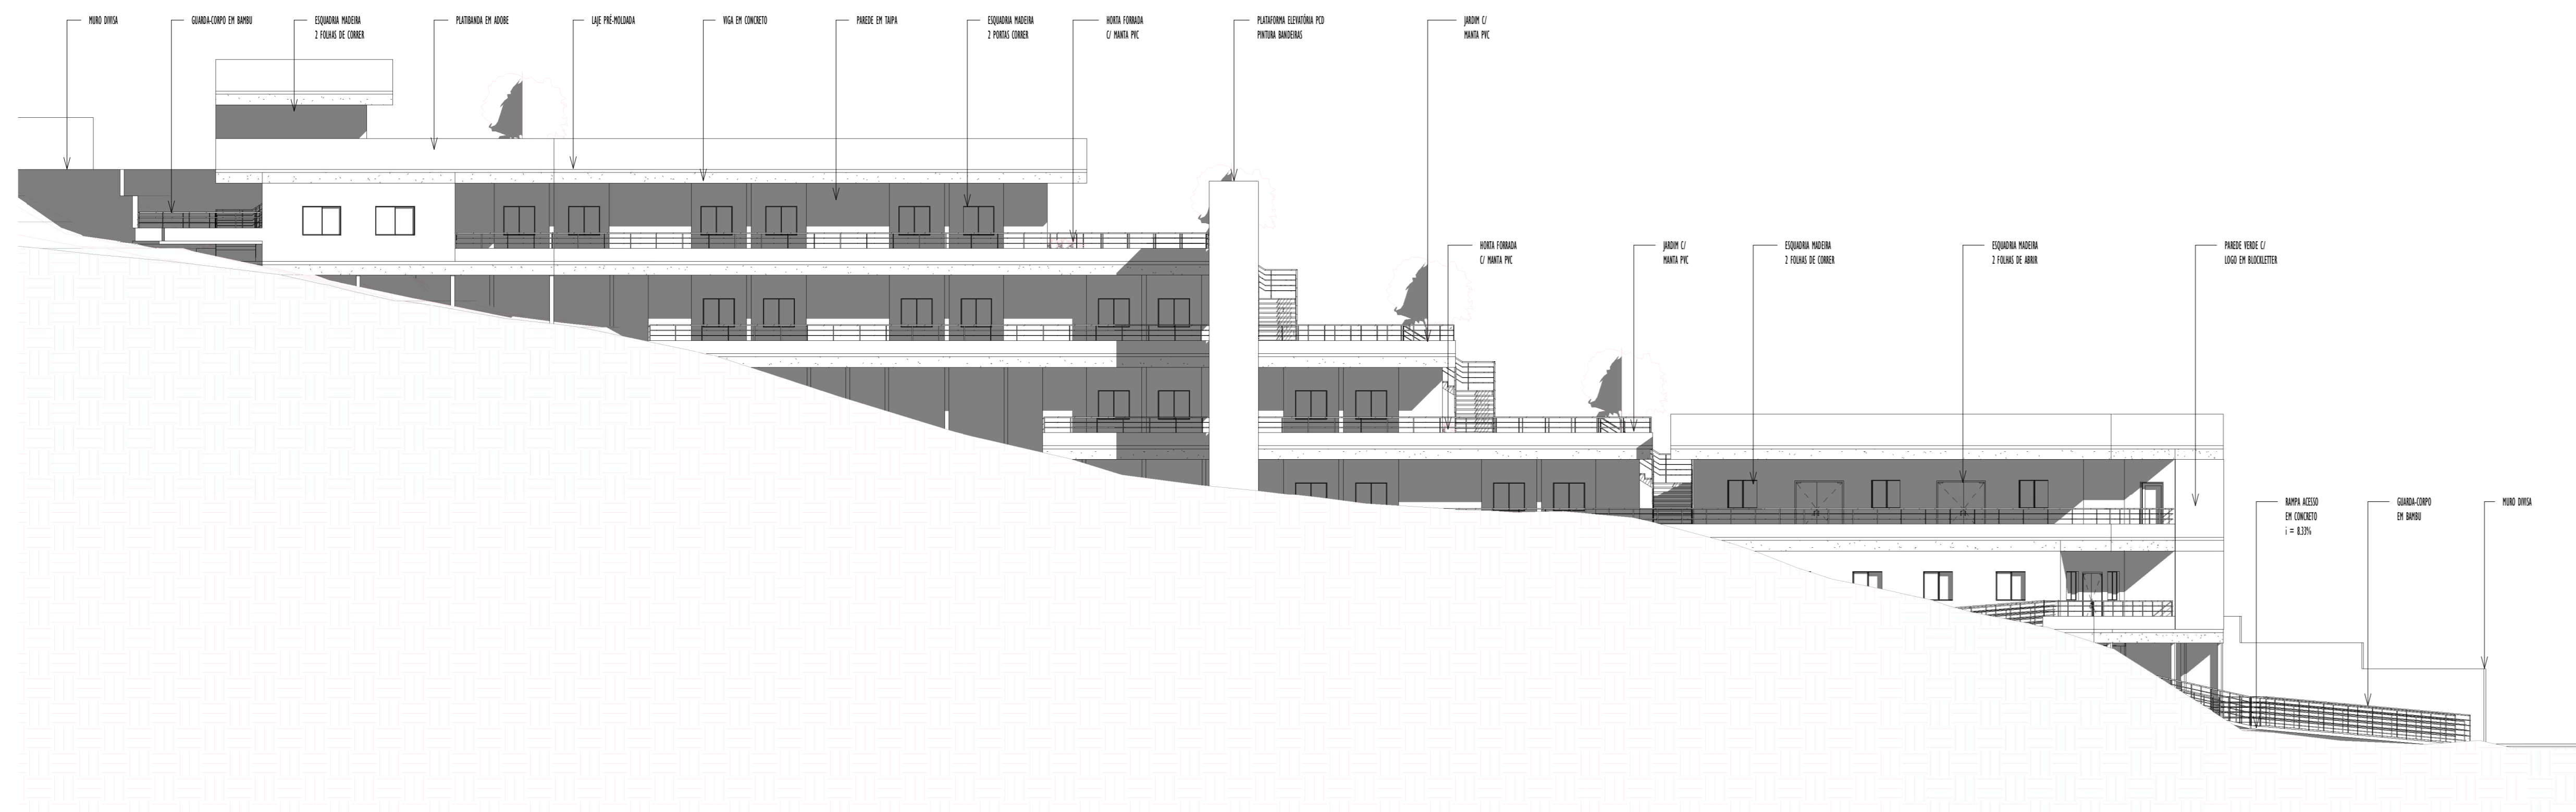 MURO DIVISA
GUARDA-CORPO EM BAMBU
ESQUADRIA MADEIRA
2 FOLHAS DE CORRER
PLATIBANDA EM ADOBE
LAJE PRÉ-MOLDADA
VIGA EM CONCRETO
PAREDE EM TAIPA
ESQUADRIA MADEIRA
2 PORTAS CORRER
HORTA FORRADA
C/ MANTA PVC
PLATAFORMA ELEVATÓRIA PCD
PINTURA BANDEIRAS
JARDIM C/
MANTA PVC
HORTA FORRADA
C/ MANTA PVC
JARDIM C/
MANTA PVC
ESQUADRIA MADEIRA
2 FOLHAS DE CORRER
ESQUADRIA MADEIRA
2 FOLHAS DE ABRIR
PAREDE VERDE C/
LOGO EM BLOCKLETTER
RAMPA ACESSO
EM CONCRETO
i = 8.33%
GUARDA-CORPO
EM BAMBU
MURO DIVISA